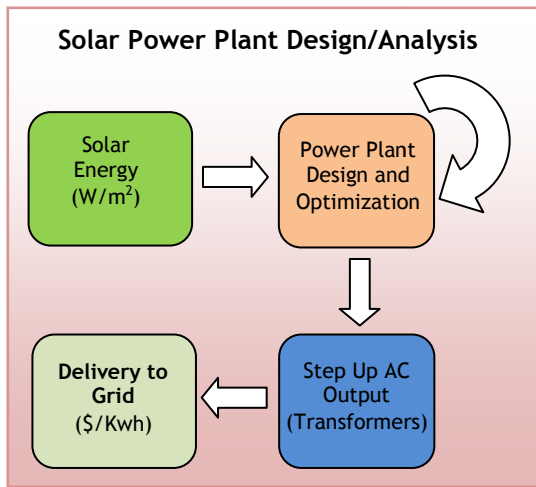 Solar Power Plant Design/Analysis
Solar
Energy
(W/m²)
Power Plant
Design and
Optimization
Delivery to
Grid
($/Kwh)
Step Up AC
Output
(Transformers)